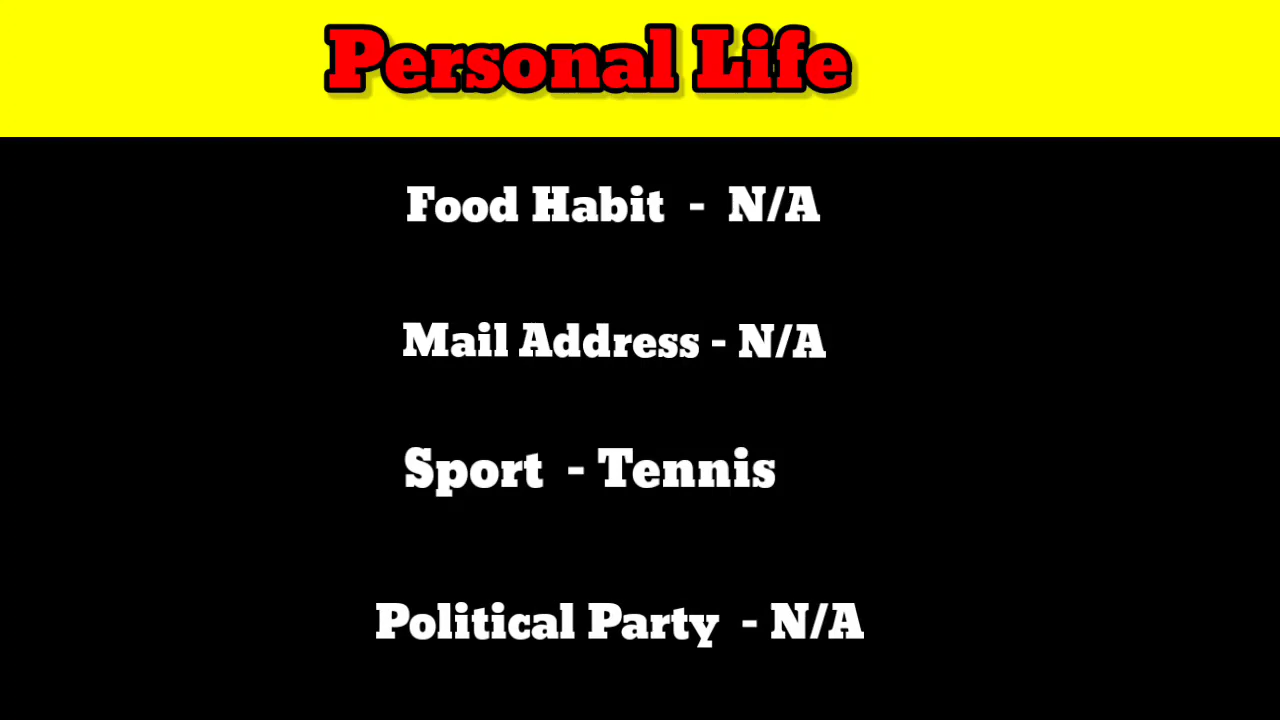 Personal Life
Food Habit - N/A
Mail Address - N/A
Sport - Tennis
Political Party - N/A